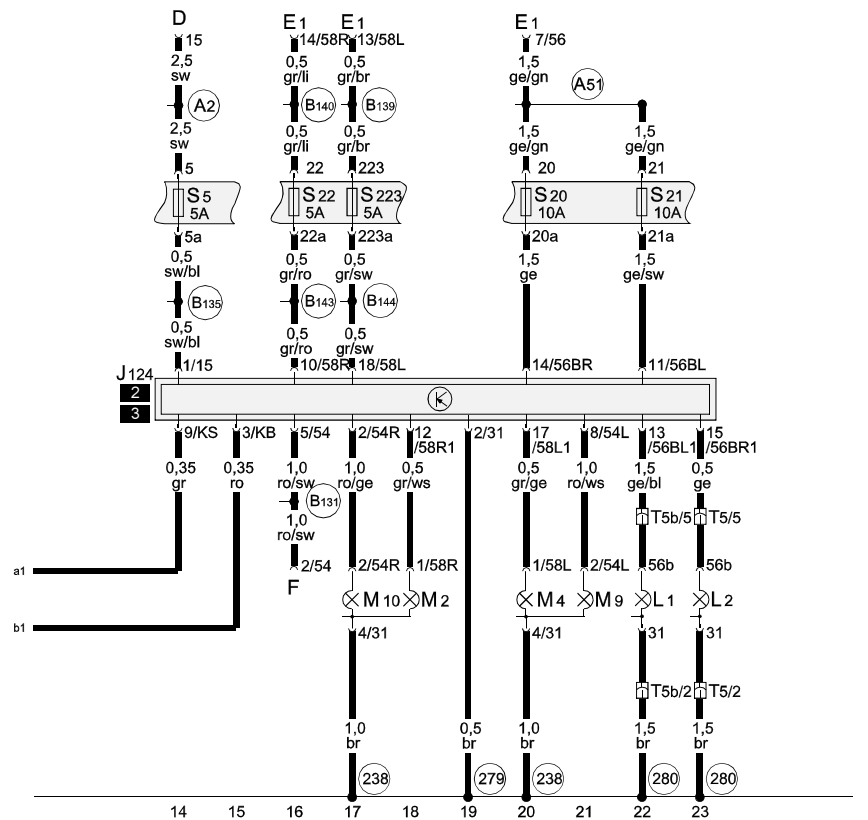 D E1 E1 E1
15 14/58R 13/58L 7/56
2,5 0,5 0,5 1,5
sw gr/li gr/br ge/gn
A51
A2 B140 B139
2,5 0,5 0,5 1,5 1,5
sw gr/li gr/br ge/gn ge/gn
5 22 223 20 21
S5 S22 S223 S20 S21
5A 5A 5A 10A 10A
5a 22a 223a 20a 21a
0,5 0,5 0,5 1,5 1,5
sw/bl gr/ro gr/sw ge ge/sw
B135 B143 B144
0,5 0,5 0,5
sw/bl gr/ro gr/sw
1/15 10/58R 18/58L 14/56BR 11/56BL
J124
2
3
9/KS 3/KB 5/54 2/54R 12 2/31 17 8/54L 13 15
/58R1 /58L1 /56BL1 /56BR1
0,35 0,35 1,0 1,0 0,5 0,5 1,0 1,5 0,5
gr ro ro/sw ro/ge gr/ws gr/ge ro/ws ge/bl ge
B131
1,0
ro/sw
T5b/5 T5/5
2/54 2/54R 1/58R 1/58L 2/54L 56b 56b
a1
F
M10 M2 M4 M9 L1 L2
b1
4/31 4/31 31 31
T5b/2 T5/2
1,0 0,5 1,0 1,5 1,5
br br br br br
238 279 238 280 280
14 15 16 17 18 19 20 21 22 23